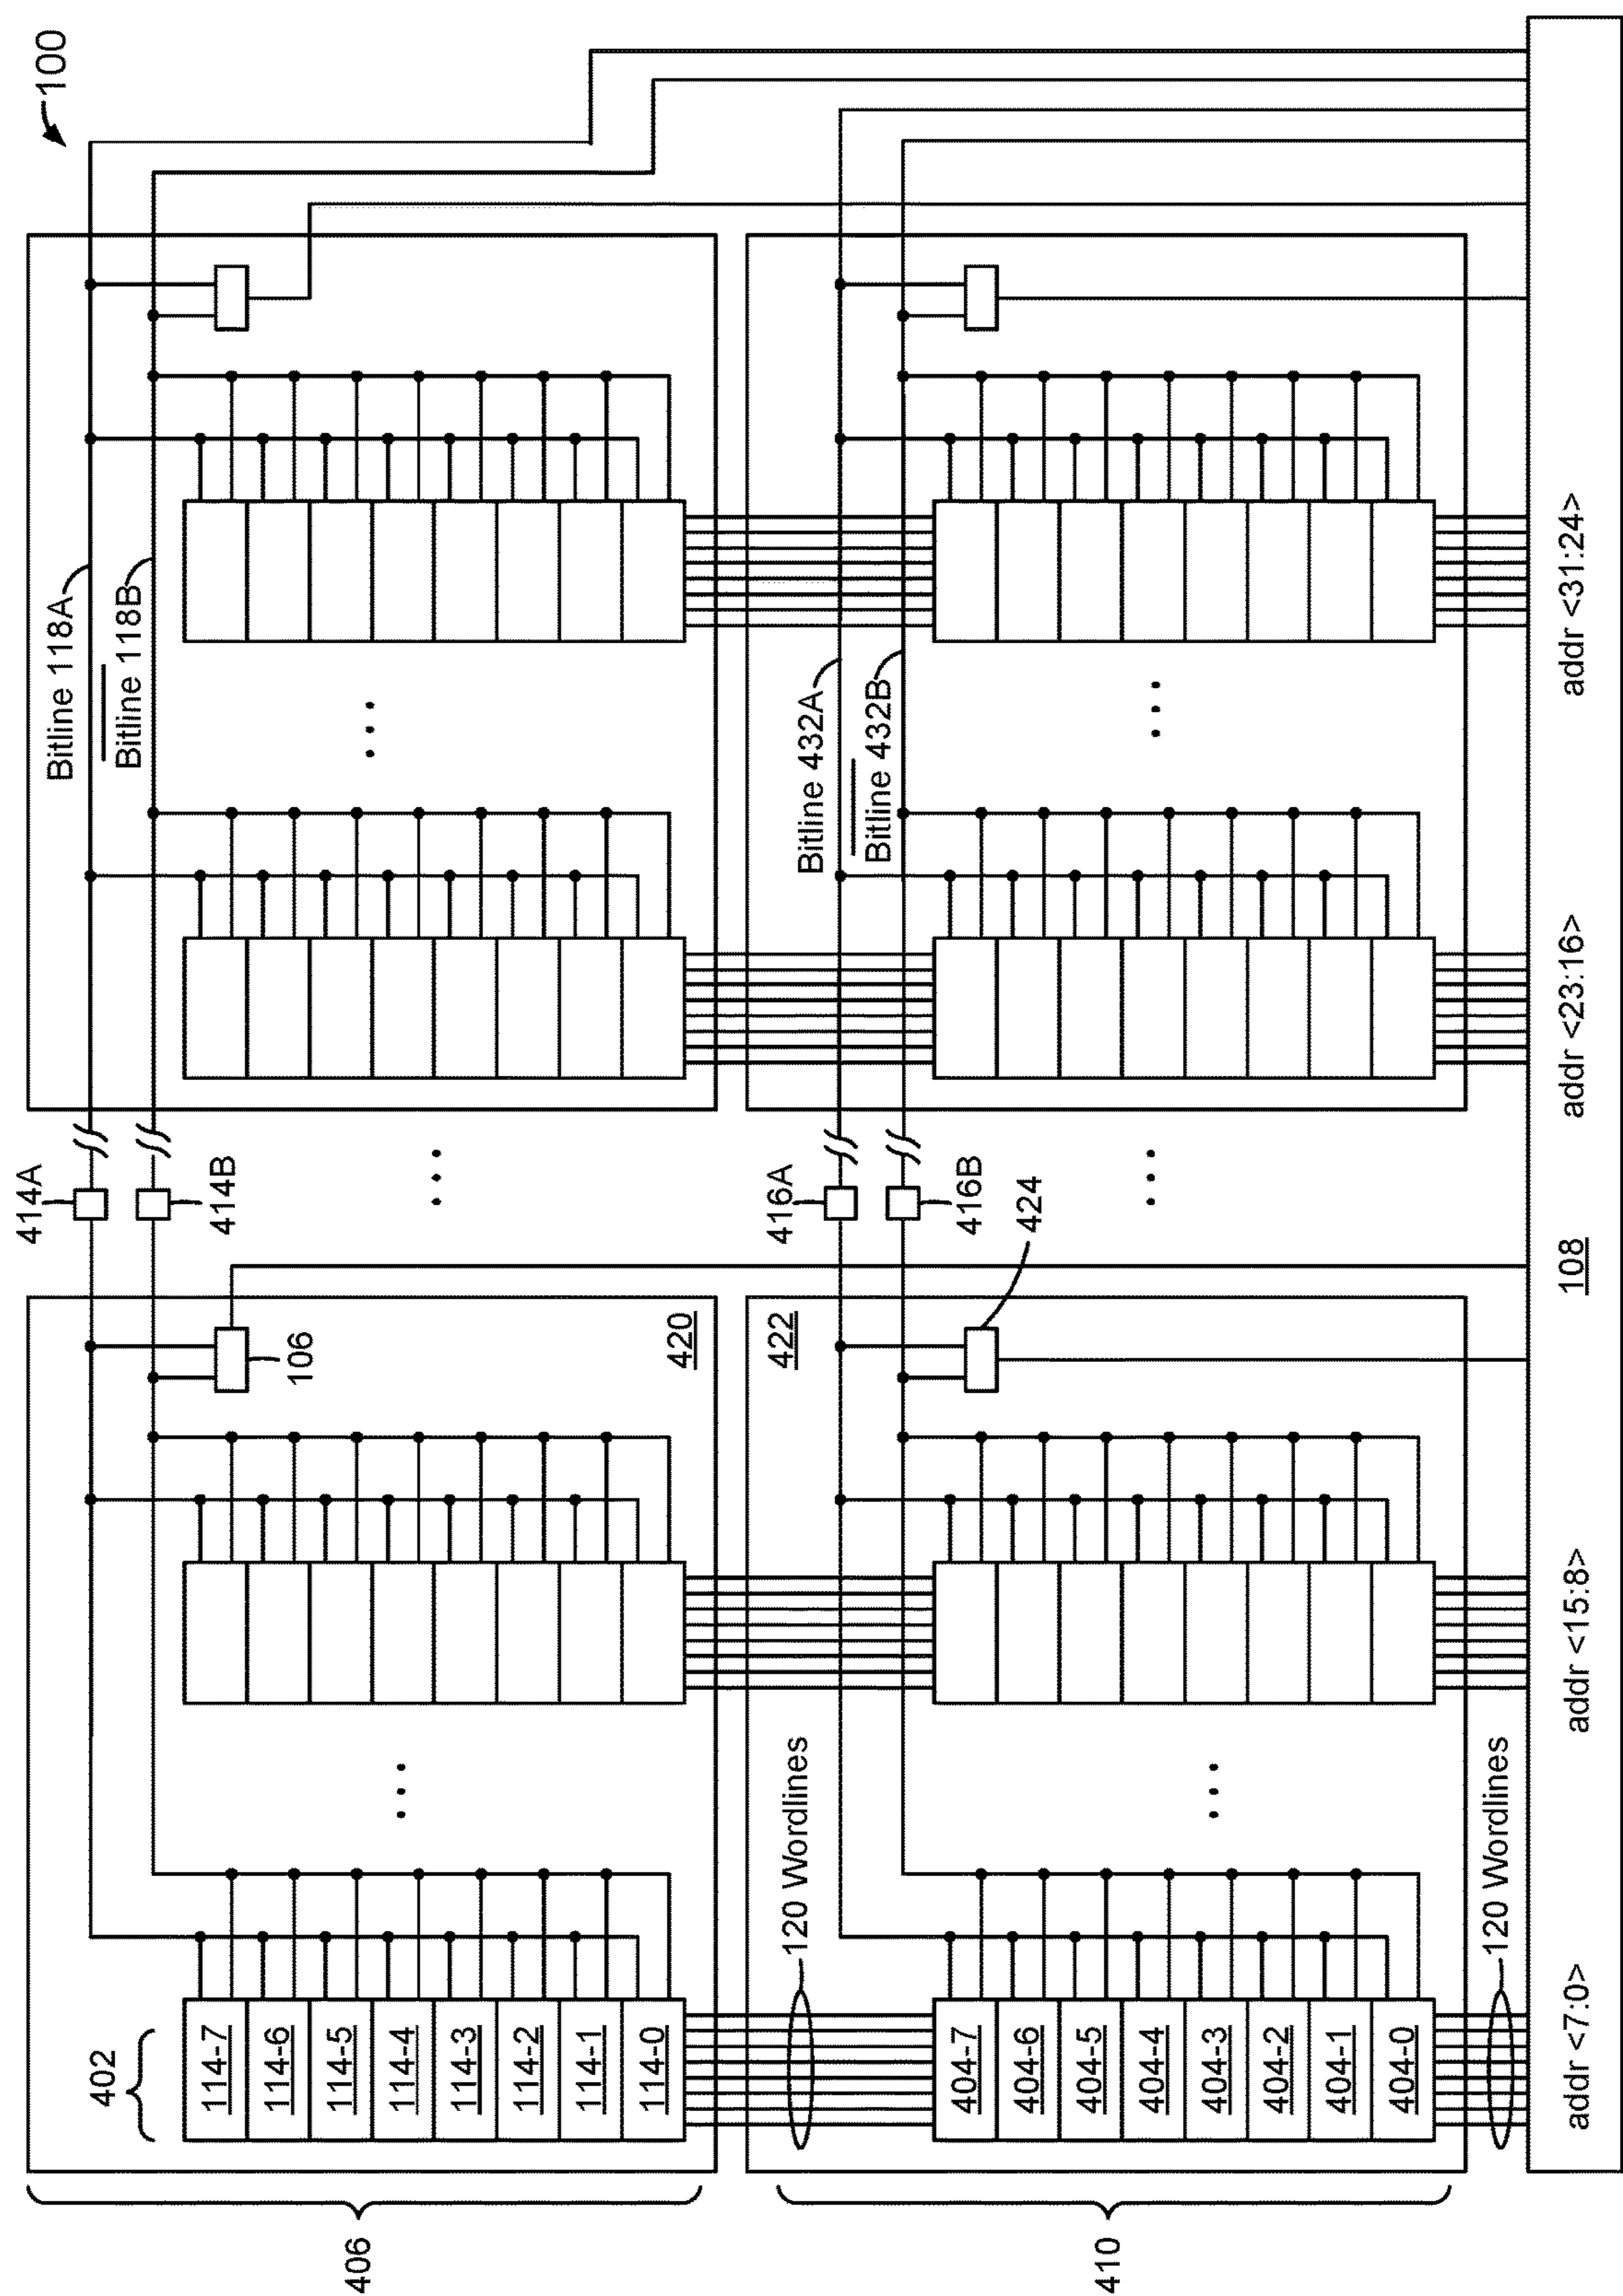 100
414A
Bitline 118A
402
Bitline 118B
414B
114-7
114-6
106
114-5
406
114-4
114-3
114-2
114-1
114-0
420
422
416A
120 Wordlines
Bitline 432A
Bitline 432B
404-7
416B
404-6
424
404-5
410
404-4
404-3
404-2
404-1
404-0
120 Wordlines
addr <7:0> addr <15:8> 108 addr <23:16> addr <31:24>